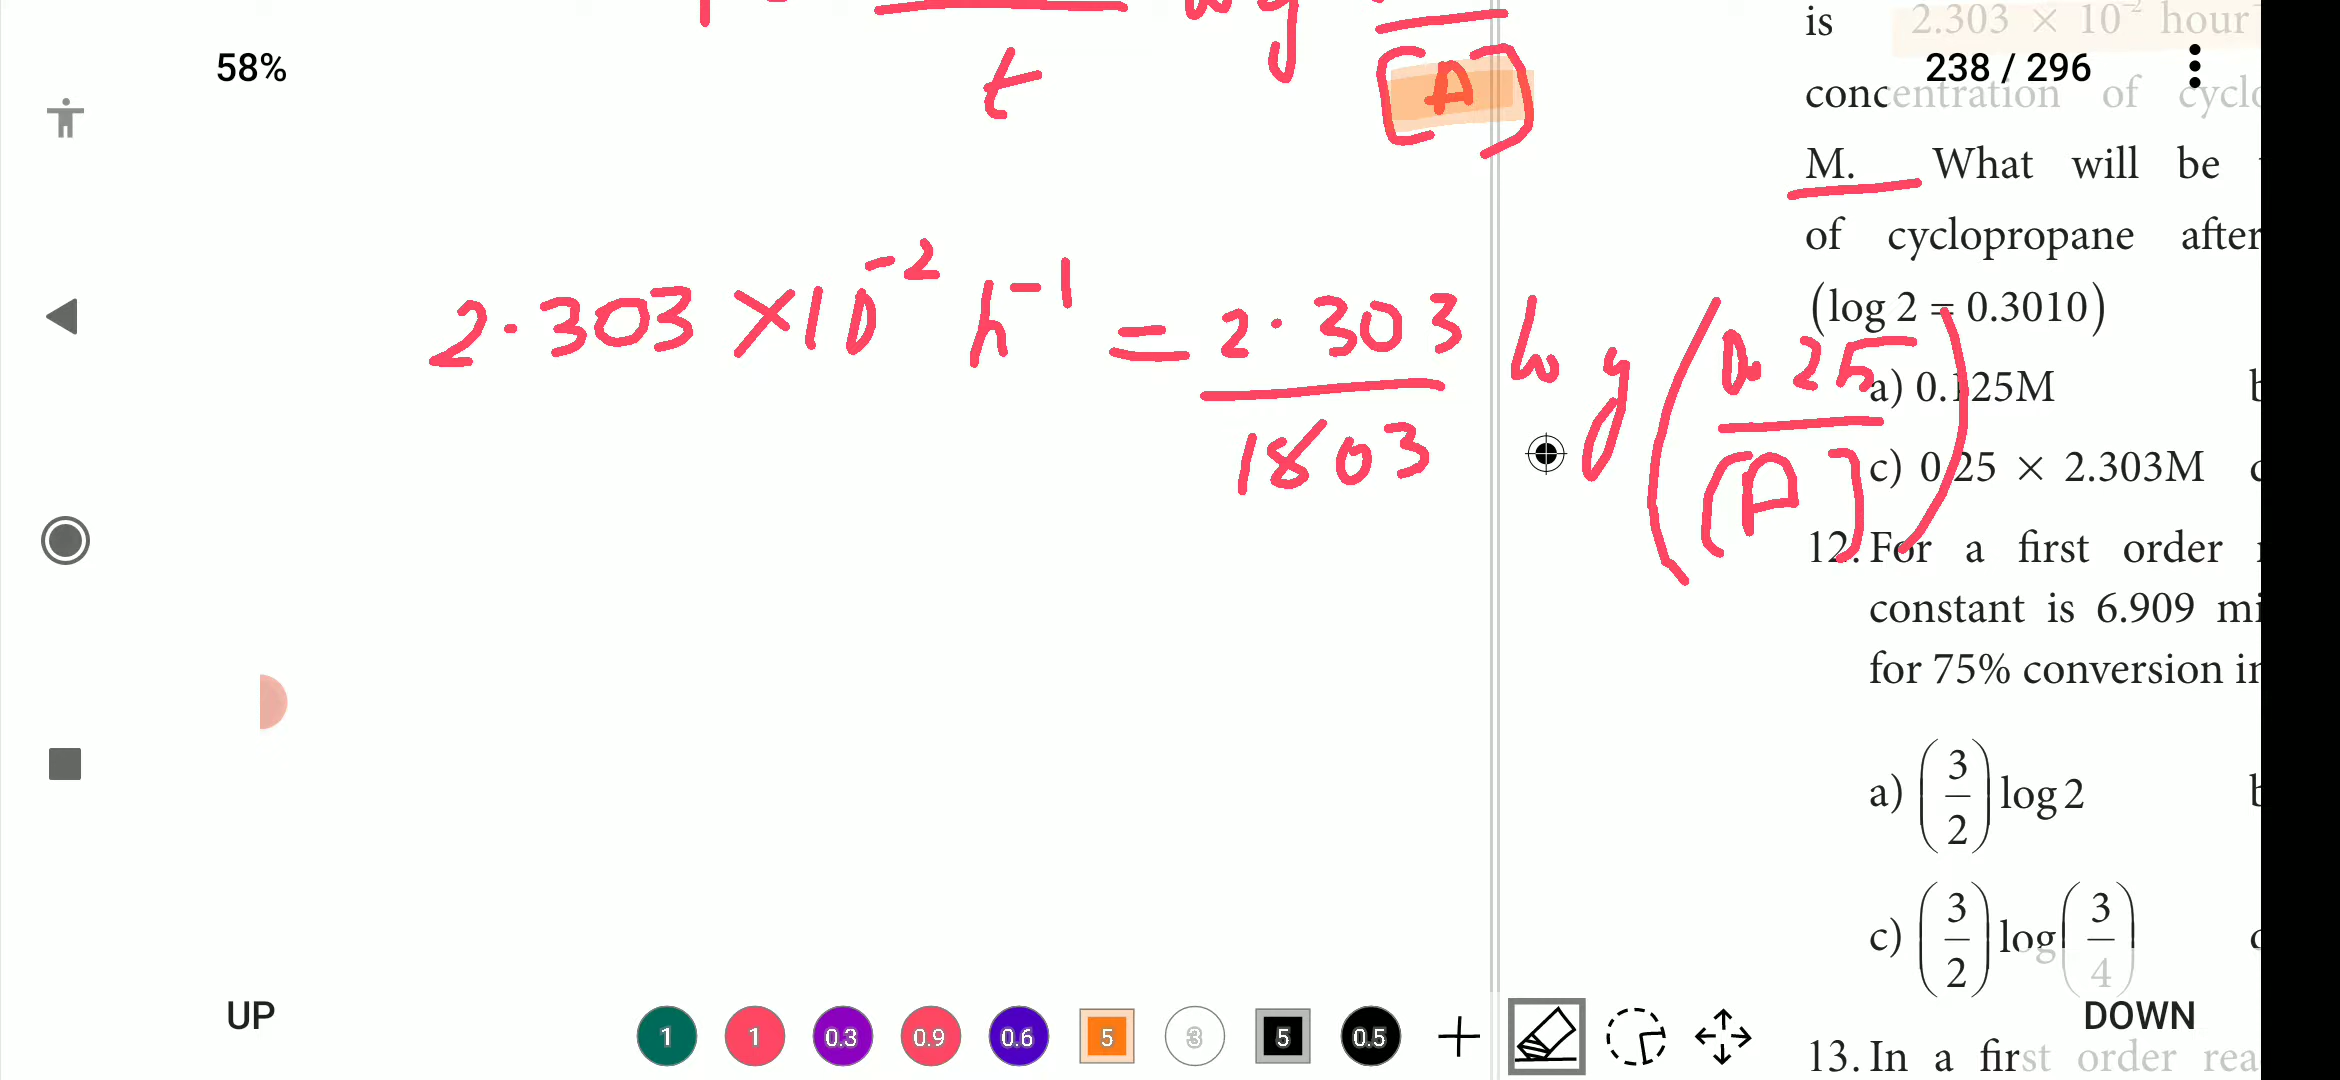 58%
238 / 296
t
[A]
is 2.303 × 10⁻² hour
concentration of cyclo
M. What will be
of cyclopropane after
(log 2 = 0.3010)
2.303 × 10⁻² h⁻¹ = 2.303 / 1803 log (0.25 / [A])
a) 0.125M
c) 0.25 × 2.303M
12. For a first order
constant is 6.909 mi
for 75% conversion in
a) (3/2) log 2
c) (3/2) log (3/4)
13. In a first order rea
UP
DOWN
1 1 0.3 0.9 0.6 5 3 5 0.5